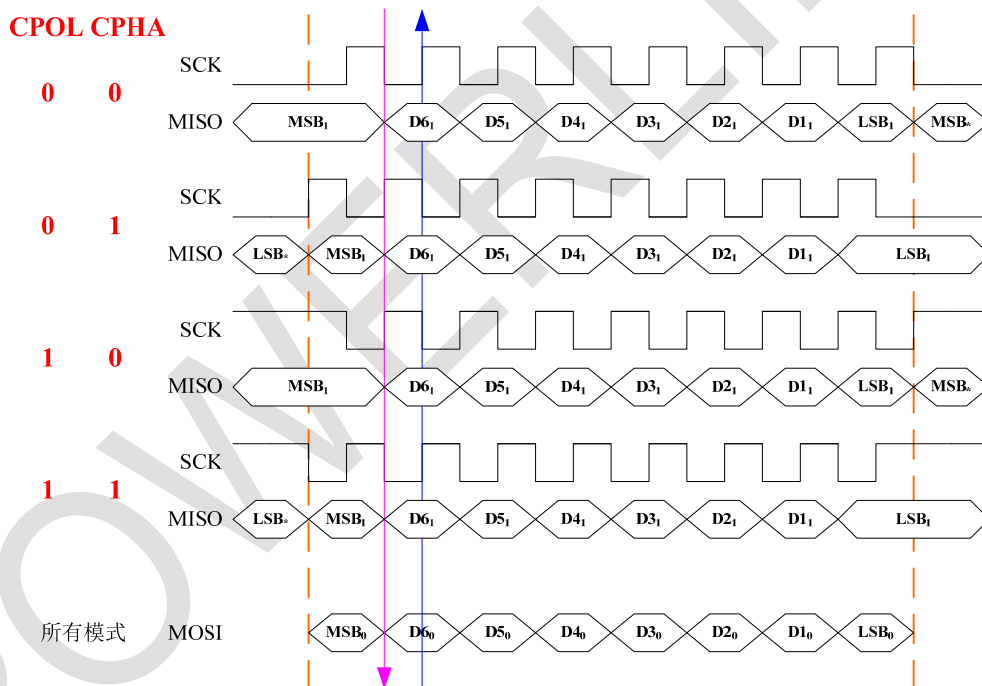 CPOL CPHA
SCK
0 0
MISO MSB₁ D6₁ D5₁ D4₁ D3₁ D2₁ D1₁ LSB₁ MSB*
SCK
0 1
MISO LSB* MSB₁ D6₁ D5₁ D4₁ D3₁ D2₁ D1₁ LSB₁
SCK
1 0
MISO MSB₁ D6₁ D5₁ D4₁ D3₁ D2₁ D1₁ LSB₁ MSB*
SCK
1 1
MISO LSB* MSB₁ D6₁ D5₁ D4₁ D3₁ D2₁ D1₁ LSB₁
所有模式 MOSI MSB₀ D6₀ D5₀ D4₀ D3₀ D2₀ D1₀ LSB₀
POWERLI